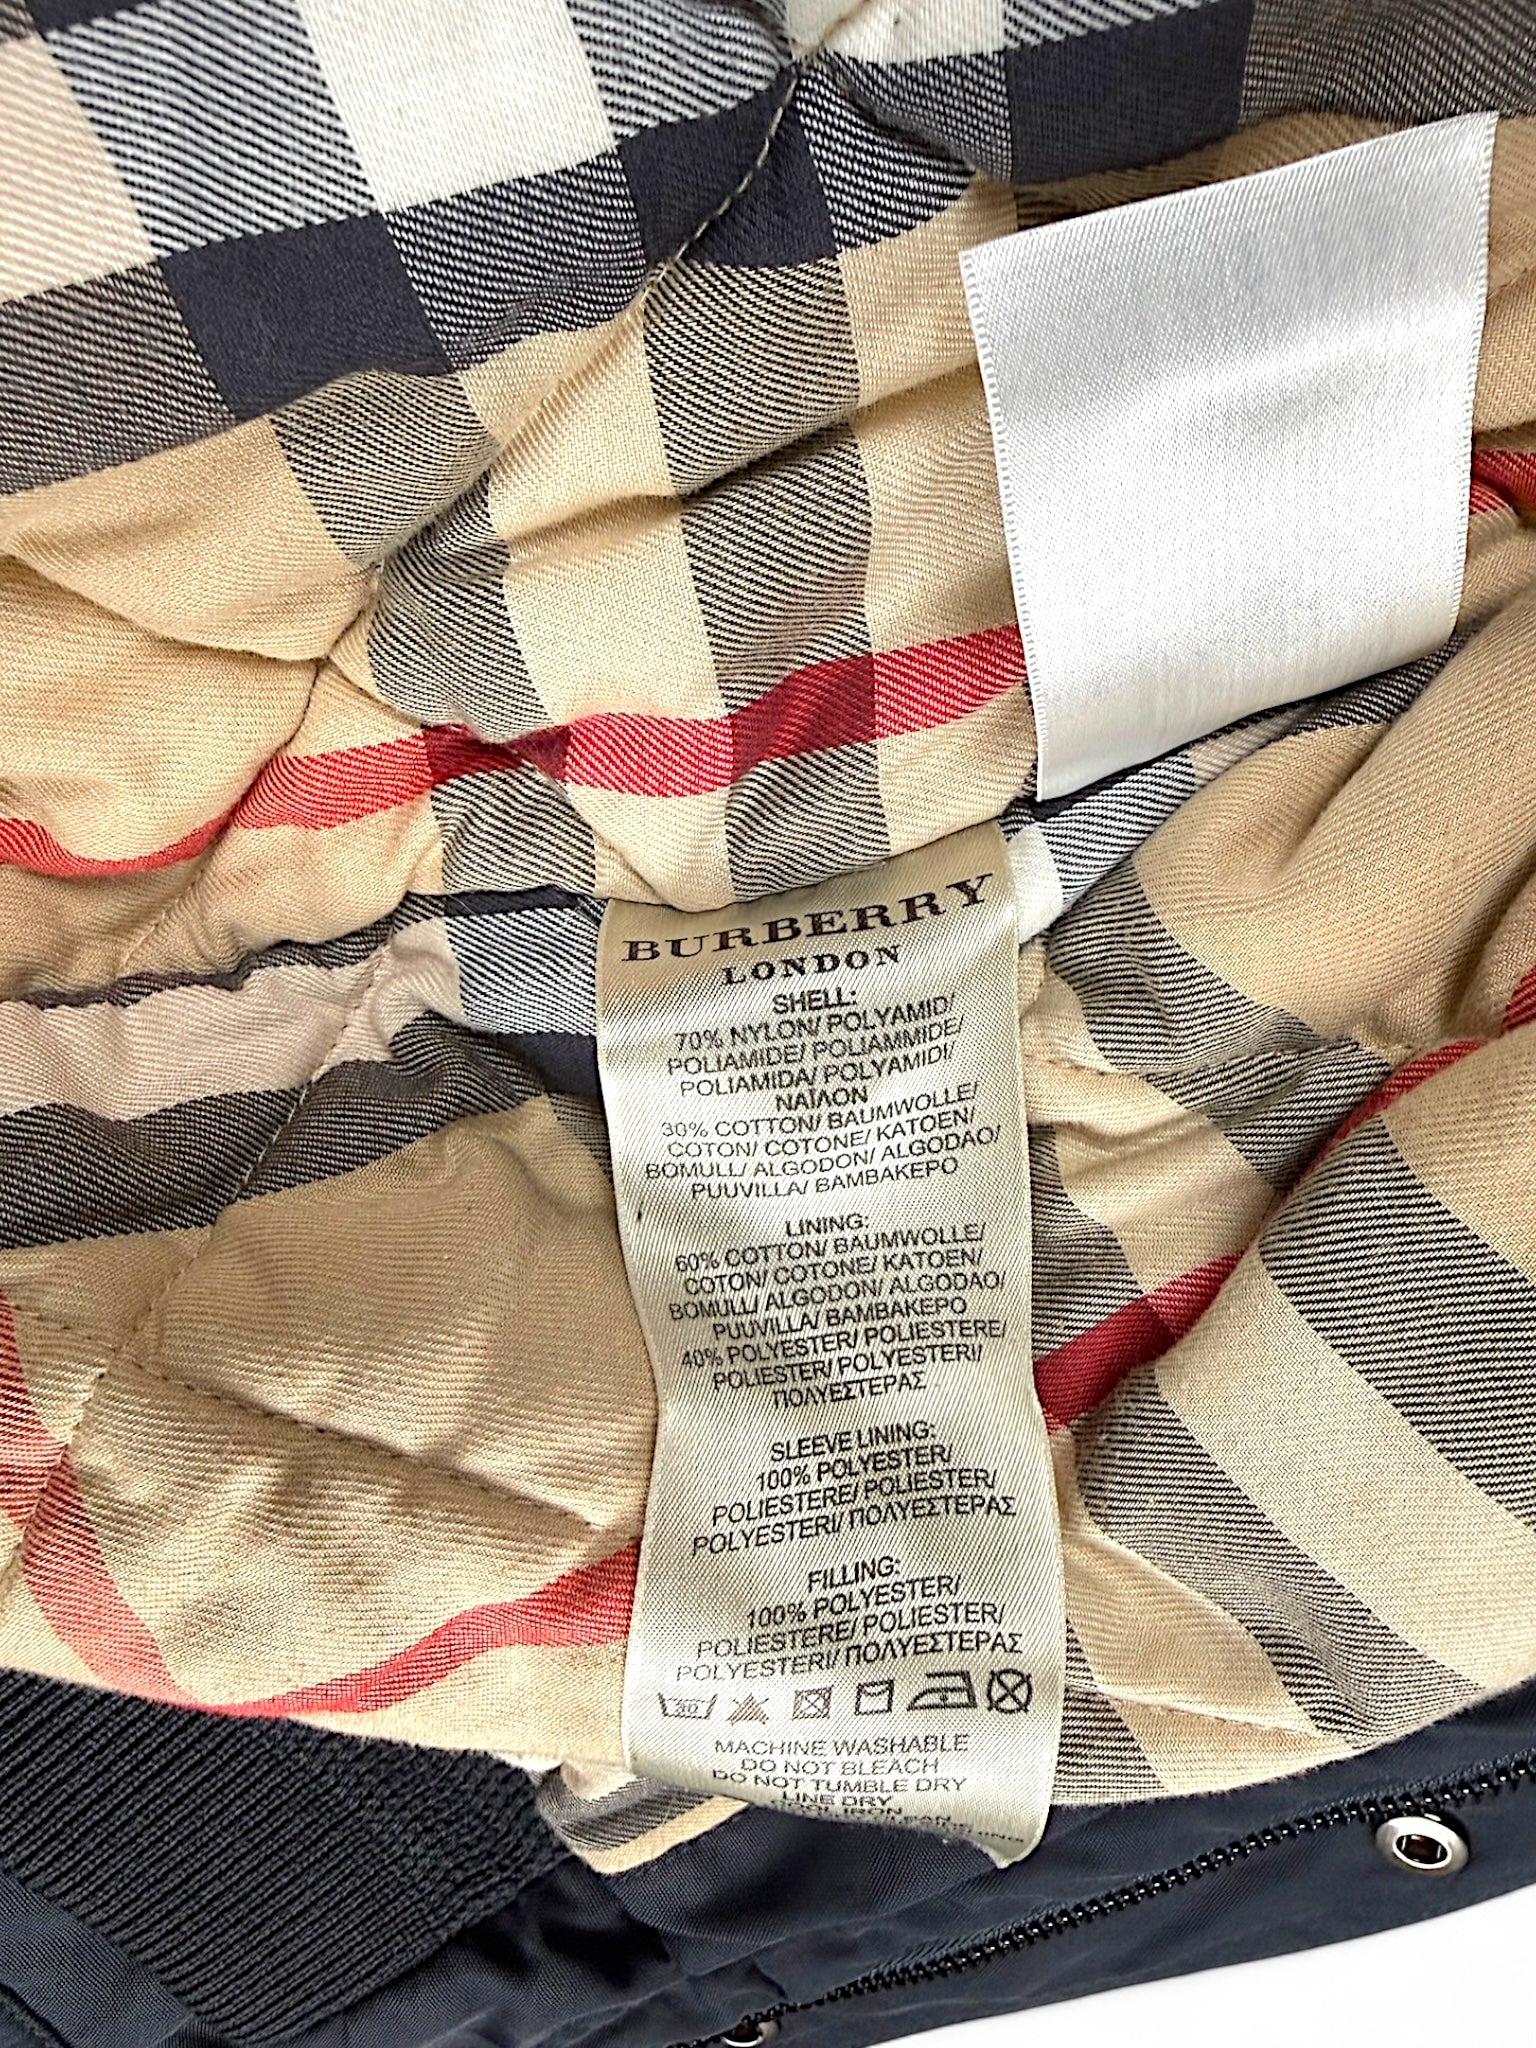 BURBERRY
LONDON
SHELL:
70% NYLON/ POLYAMID/
POLIAMIDE/ POLIAMMIDE/
POLIAMIDA/ POLYAMIDI/
ΝΑΪΛΟΝ
30% COTTON/ BAUMWOLLE/
COTON/ COTONE/ KATOEN/
BOMULL/ ALGODON/ ALGODAO/
PUUVILLA/ ΒΑΜΒΑΚΕΡΟ
LINING:
60% COTTON/ BAUMWOLLE/
COTON/ COTONE/ KATOEN/
BOMULL/ ALGODON/ ALGODAO/
PUUVILLA/ ΒΑΜΒΑΚΕΡΟ
40% POLYESTER/ POLIESTERE/
POLIESTER/ POLYESTERI/
ΠΟΛΥΕΣΤΕΡΑΣ
SLEEVE LINING:
100% POLYESTER/
POLIESTERE/ POLIESTER/
POLYESTERI/ ΠΟΛΥΕΣΤΕΡΑΣ
FILLING:
100% POLYESTER/
POLIESTERE/ POLIESTER/
POLYESTERI/ ΠΟΛΥΕΣΤΕΡΑΣ
30
MACHINE WASHABLE
DO NOT BLEACH
DO NOT TUMBLE DRY
LINE DRY
COOL IRON